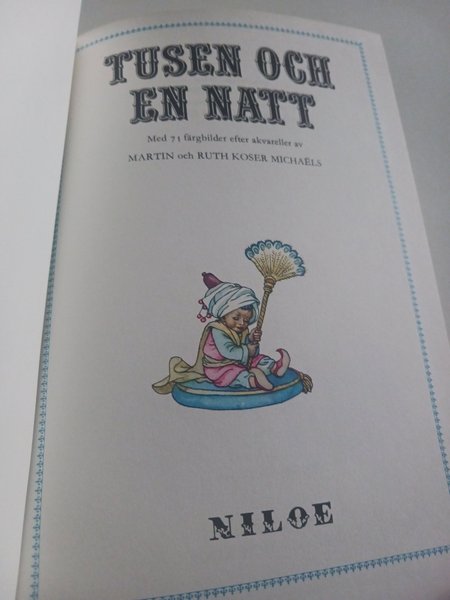 TUSEN OCH
EN NATT
Med 71 färgbilder efter akvareller av
MARTIN och RUTH KOSER MICHAËLS
NILOE